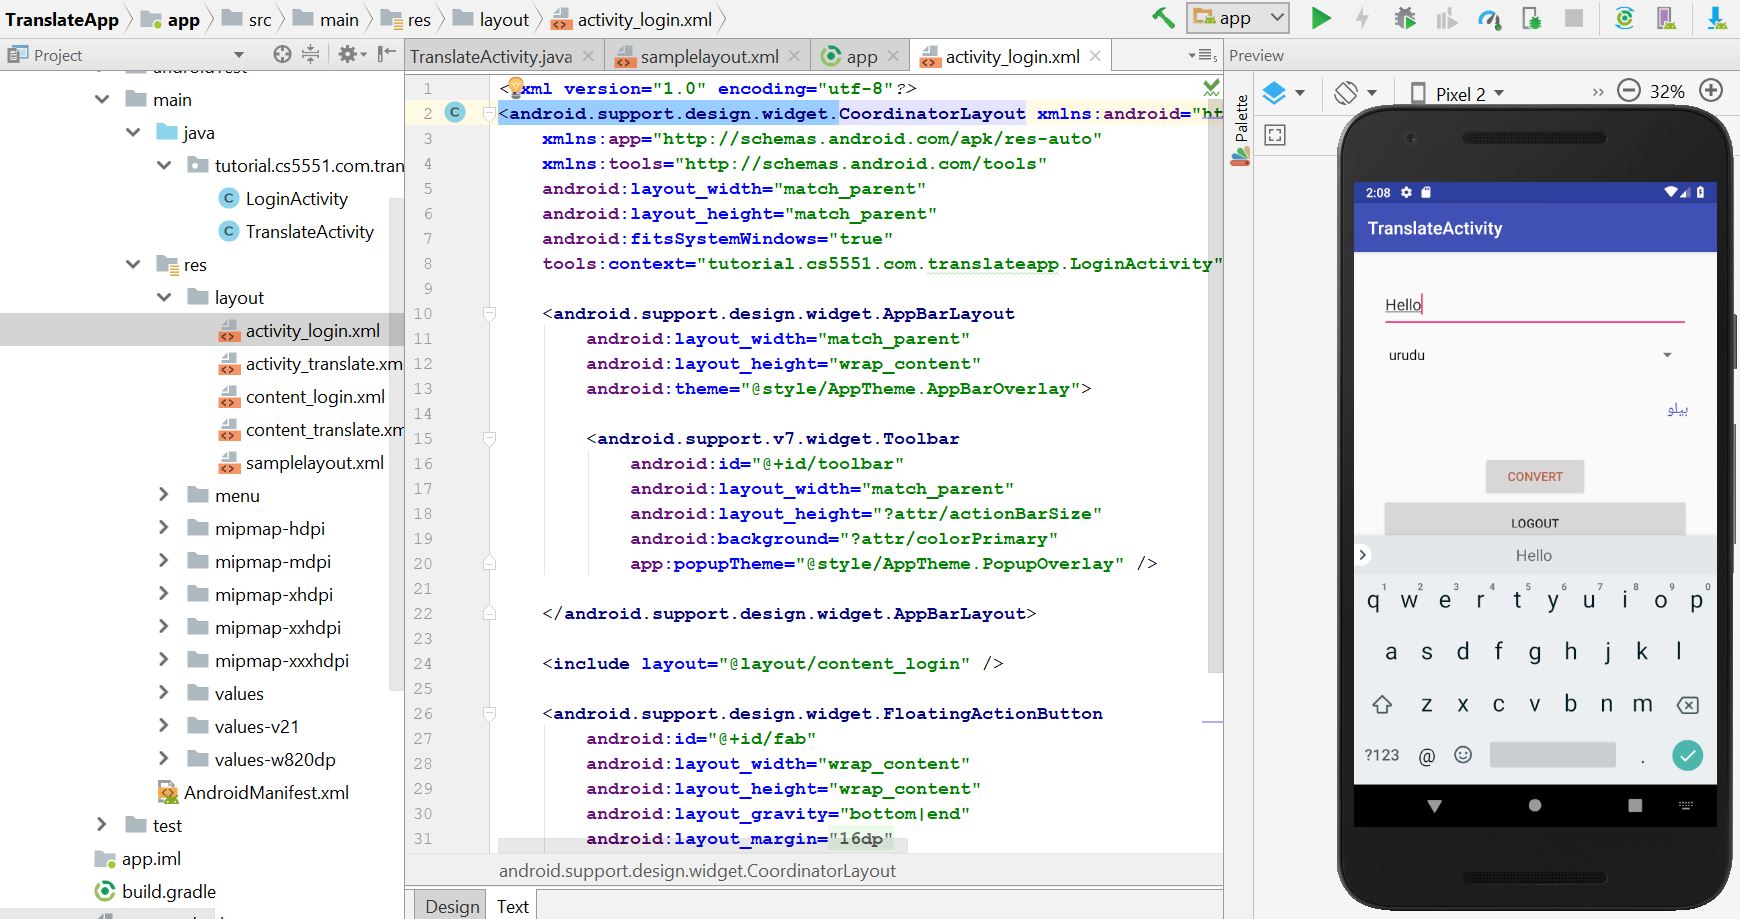 TranslateApp app src main res layout activity_login.xml app
Project
TranslateActivity.java samplelayout.xml app activity_login.xml
Preview
main
java
tutorial.cs5551.com.tran
LoginActivity
TranslateActivity
res
layout
activity_login.xml
activity_translate.xm
content_login.xml
content_translate.xm
samplelayout.xml
menu
mipmap-hdpi
mipmap-mdpi
mipmap-xhdpi
mipmap-xxhdpi
mipmap-xxxhdpi
values
values-v21
values-w820dp
AndroidManifest.xml
test
app.iml
build.gradle
1 <?xml version="1.0" encoding="utf-8"?>
2 <android.support.design.widget.CoordinatorLayout xmlns:android="ht
3 xmlns:app="http://schemas.android.com/apk/res-auto"
4 xmlns:tools="http://schemas.android.com/tools"
5 android:layout_width="match_parent"
6 android:layout_height="match_parent"
7 android:fitsSystemWindows="true"
8 tools:context="tutorial.cs5551.com.translateapp.LoginActivity"
9
10 <android.support.design.widget.AppBarLayout
11 android:layout_width="match_parent"
12 android:layout_height="wrap_content"
13 android:theme="@style/AppTheme.AppBarOverlay">
14
15 <android.support.v7.widget.Toolbar
16 android:id="@+id/toolbar"
17 android:layout_width="match_parent"
18 android:layout_height="?attr/actionBarSize"
19 android:background="?attr/colorPrimary"
20 app:popupTheme="@style/AppTheme.PopupOverlay" />
21
22 </android.support.design.widget.AppBarLayout>
23
24 <include layout="@layout/content_login" />
25
26 <android.support.design.widget.FloatingActionButton
27 android:id="@+id/fab"
28 android:layout_width="wrap_content"
29 android:layout_height="wrap_content"
30 android:layout_gravity="bottom|end"
31 android:layout_margin="16dp"
android.support.design.widget.CoordinatorLayout
Design Text
Palette
Pixel 2 32%
2:08
TranslateActivity
Hello
urudu
ہیلو
CONVERT
LOGOUT
Hello
1 2 3 4 5 6 7 8 9 0
q w e r t y u i o p
a s d f g h j k l
z x c v b n m
?123 @ .